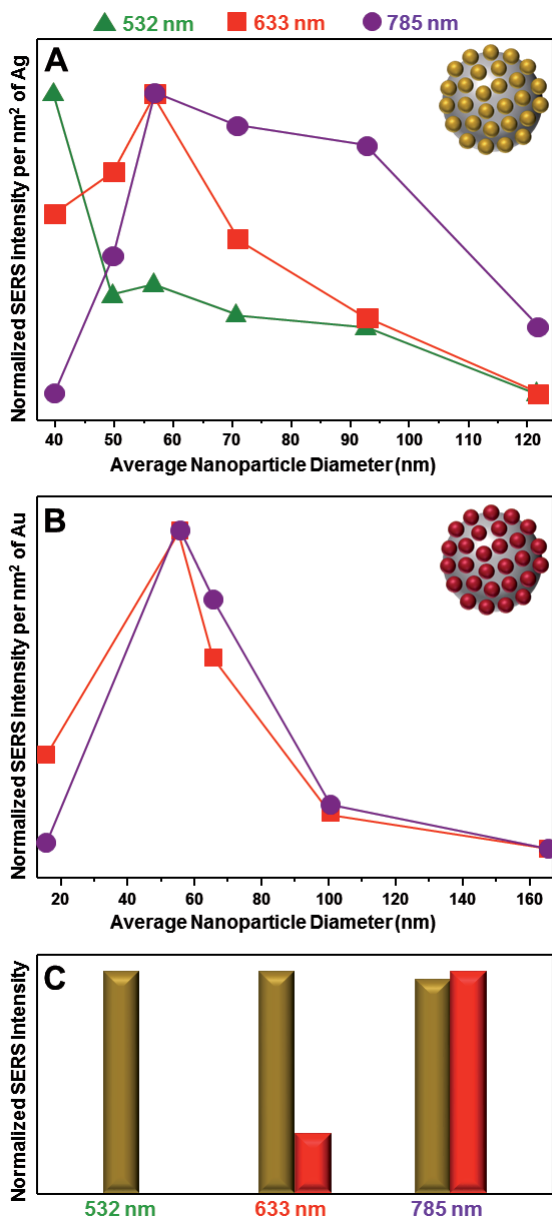 532 nm 633 nm 785 nm
A
Normalized SERS Intensity per nm² of Ag
40 50 60 70 80 90 100 110 120
Average Nanoparticle Diameter (nm)
B
Normalized SERS Intensity per nm² of Au
20 40 60 80 100 120 140 160
Average Nanoparticle Diameter (nm)
C
Normalized SERS Intensity
532 nm 633 nm 785 nm